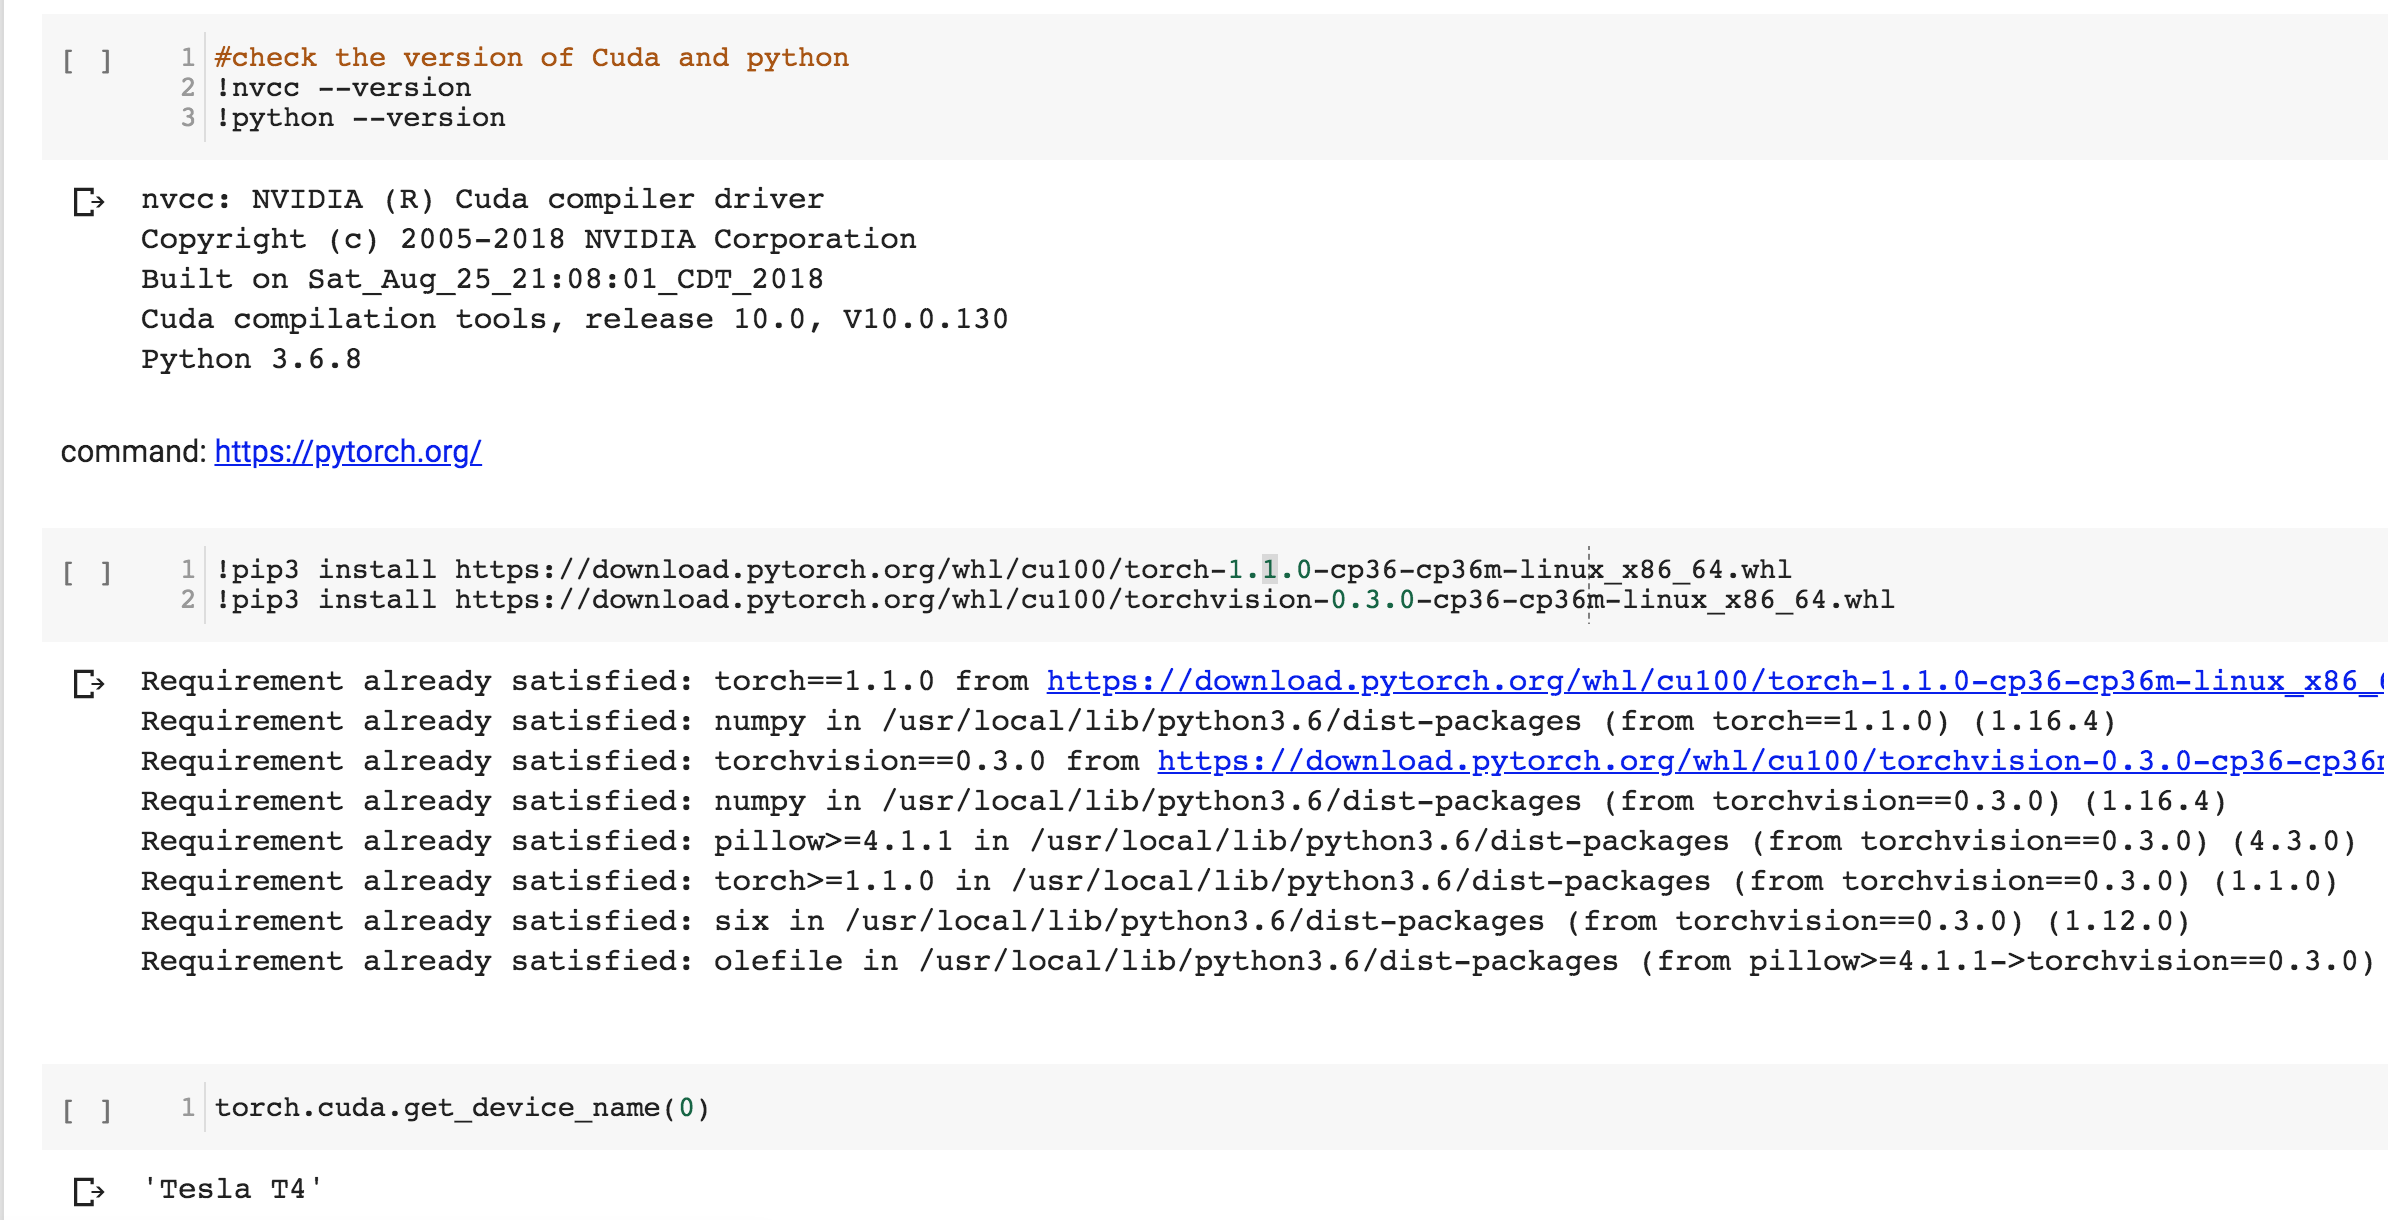 [ ] 1 #check the version of Cuda and python
2 !nvcc --version
3 !python --version
nvcc: NVIDIA (R) Cuda compiler driver
Copyright (c) 2005-2018 NVIDIA Corporation
Built on Sat_Aug_25_21:08:01_CDT_2018
Cuda compilation tools, release 10.0, V10.0.130
Python 3.6.8
command: https://pytorch.org/
[ ] 1 !pip3 install https://download.pytorch.org/whl/cu100/torch-1.1.0-cp36-cp36m-linux_x86_64.whl
2 !pip3 install https://download.pytorch.org/whl/cu100/torchvision-0.3.0-cp36-cp36m-linux_x86_64.whl
Requirement already satisfied: torch==1.1.0 from https://download.pytorch.org/whl/cu100/torch-1.1.0-cp36-cp36m-linux_x86_
Requirement already satisfied: numpy in /usr/local/lib/python3.6/dist-packages (from torch==1.1.0) (1.16.4)
Requirement already satisfied: torchvision==0.3.0 from https://download.pytorch.org/whl/cu100/torchvision-0.3.0-cp36-cp36m
Requirement already satisfied: numpy in /usr/local/lib/python3.6/dist-packages (from torchvision==0.3.0) (1.16.4)
Requirement already satisfied: pillow>=4.1.1 in /usr/local/lib/python3.6/dist-packages (from torchvision==0.3.0) (4.3.0)
Requirement already satisfied: torch>=1.1.0 in /usr/local/lib/python3.6/dist-packages (from torchvision==0.3.0) (1.1.0)
Requirement already satisfied: six in /usr/local/lib/python3.6/dist-packages (from torchvision==0.3.0) (1.12.0)
Requirement already satisfied: olefile in /usr/local/lib/python3.6/dist-packages (from pillow>=4.1.1->torchvision==0.3.0)
[ ] 1 torch.cuda.get_device_name(0)
'Tesla T4'